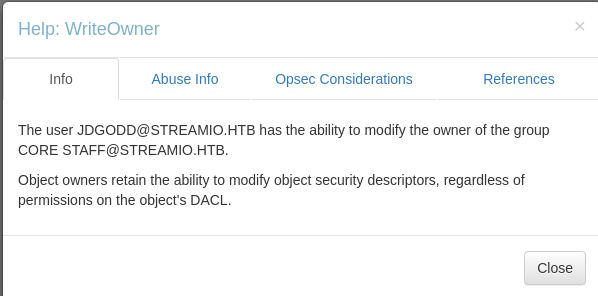 Help: WriteOwner
×
Info
Abuse Info
Opsec Considerations
References
The user JDGODD@STREAMIO.HTB has the ability to modify the owner of the group
CORE STAFF@STREAMIO.HTB.
Object owners retain the ability to modify object security descriptors, regardless of
permissions on the object's DACL.
Close